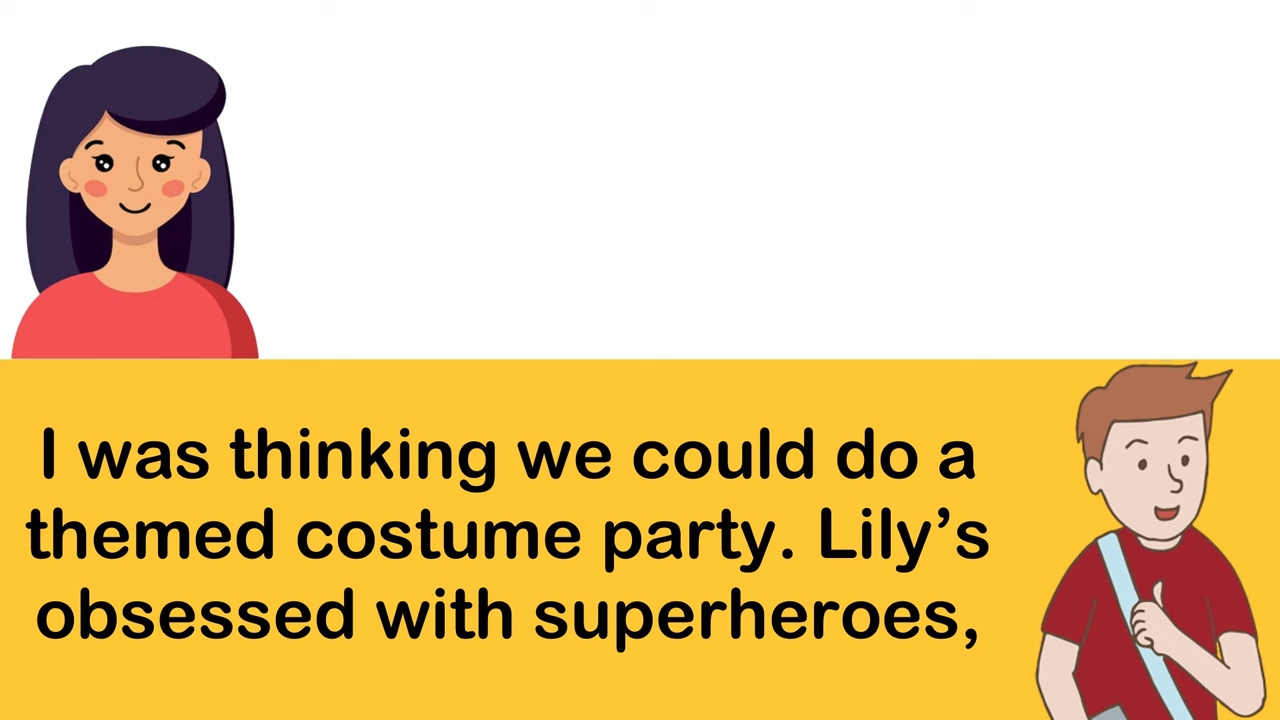 I was thinking we could do a
themed costume party. Lily’s
obsessed with superheroes,